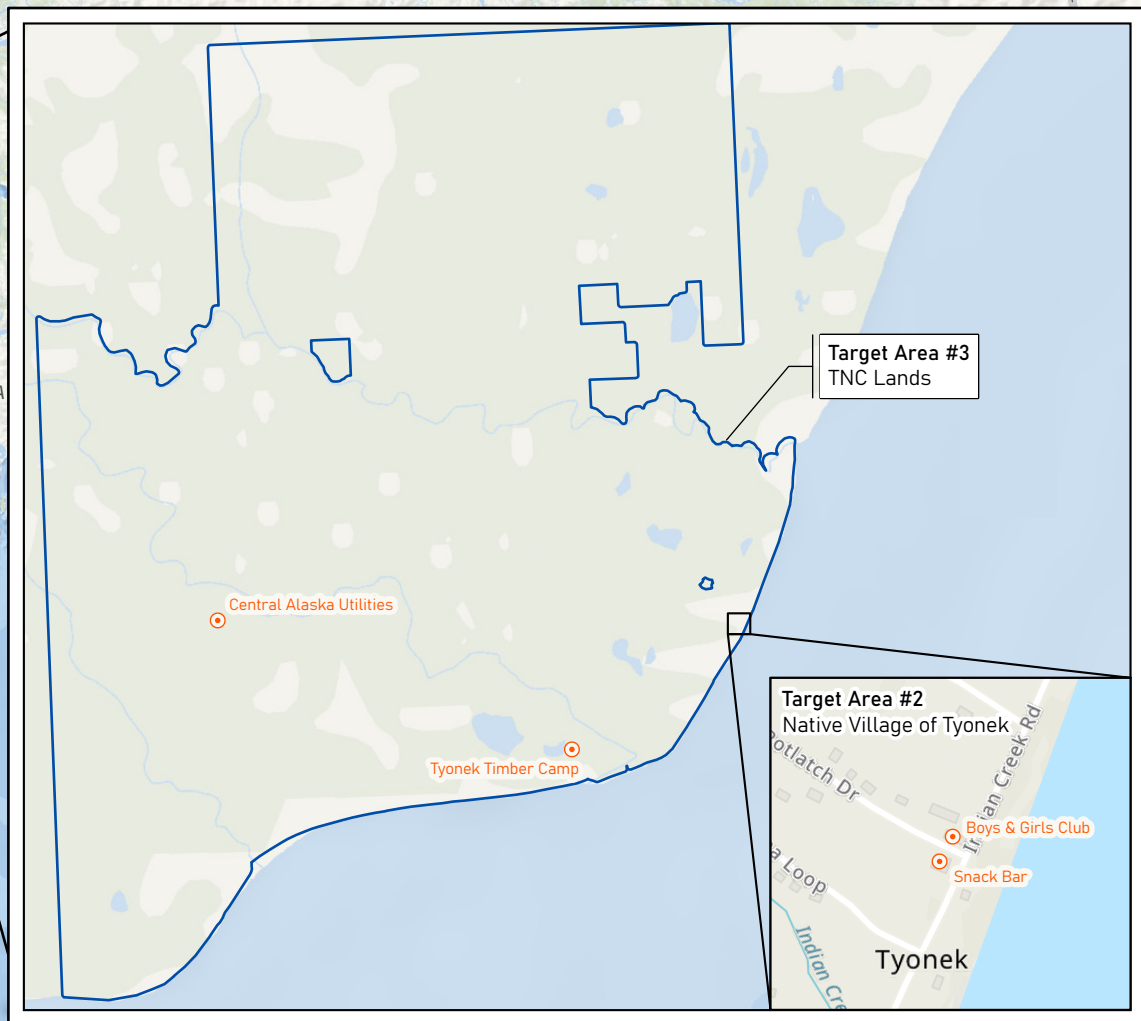 Target Area #3
TNC Lands
Central Alaska Utilities
Tyonek Timber Camp
Target Area #2
Native Village of Tyonek
Indian Creek Rd
Potlatch Dr
Boys & Girls Club
Snack Bar
a Loop
Indian Cre
Tyonek